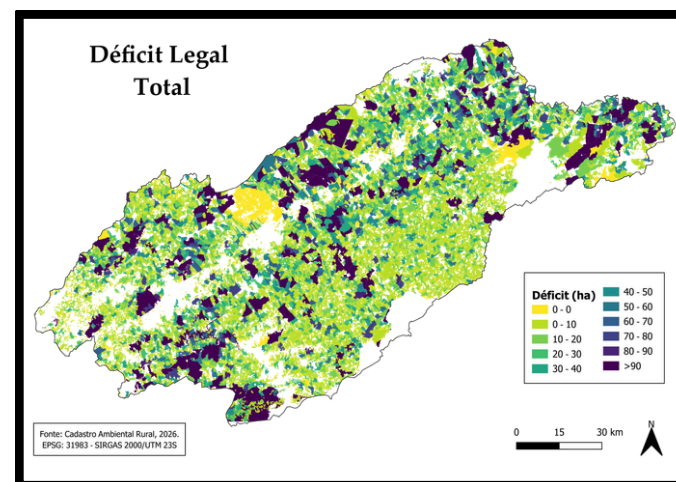 Déficit Legal
Total
Déficit (ha)
0 - 0
0 - 10
10 - 20
20 - 30
30 - 40
40 - 50
50 - 60
60 - 70
70 - 80
80 - 90
>90
Fonte: Cadastro Ambiental Rural, 2026.
EPSG: 31983 - SIRGAS 2000/UTM 23S
0 15 30 km
N